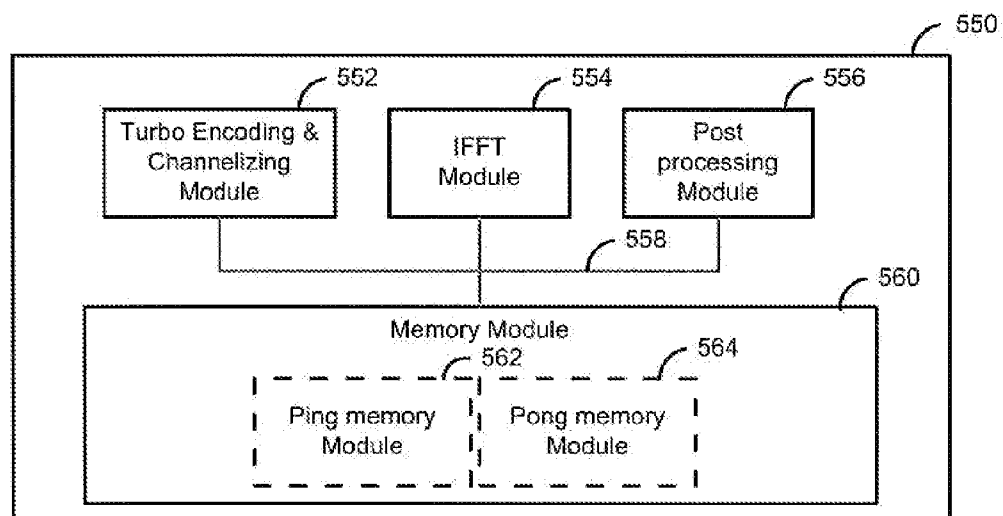 550
552
554
556
Turbo Encoding &
Channelizing
Module
IFFT
Module
Post
processing
Module
558
560
Memory Module
562
564
Ping memory
Module
Pong memory
Module